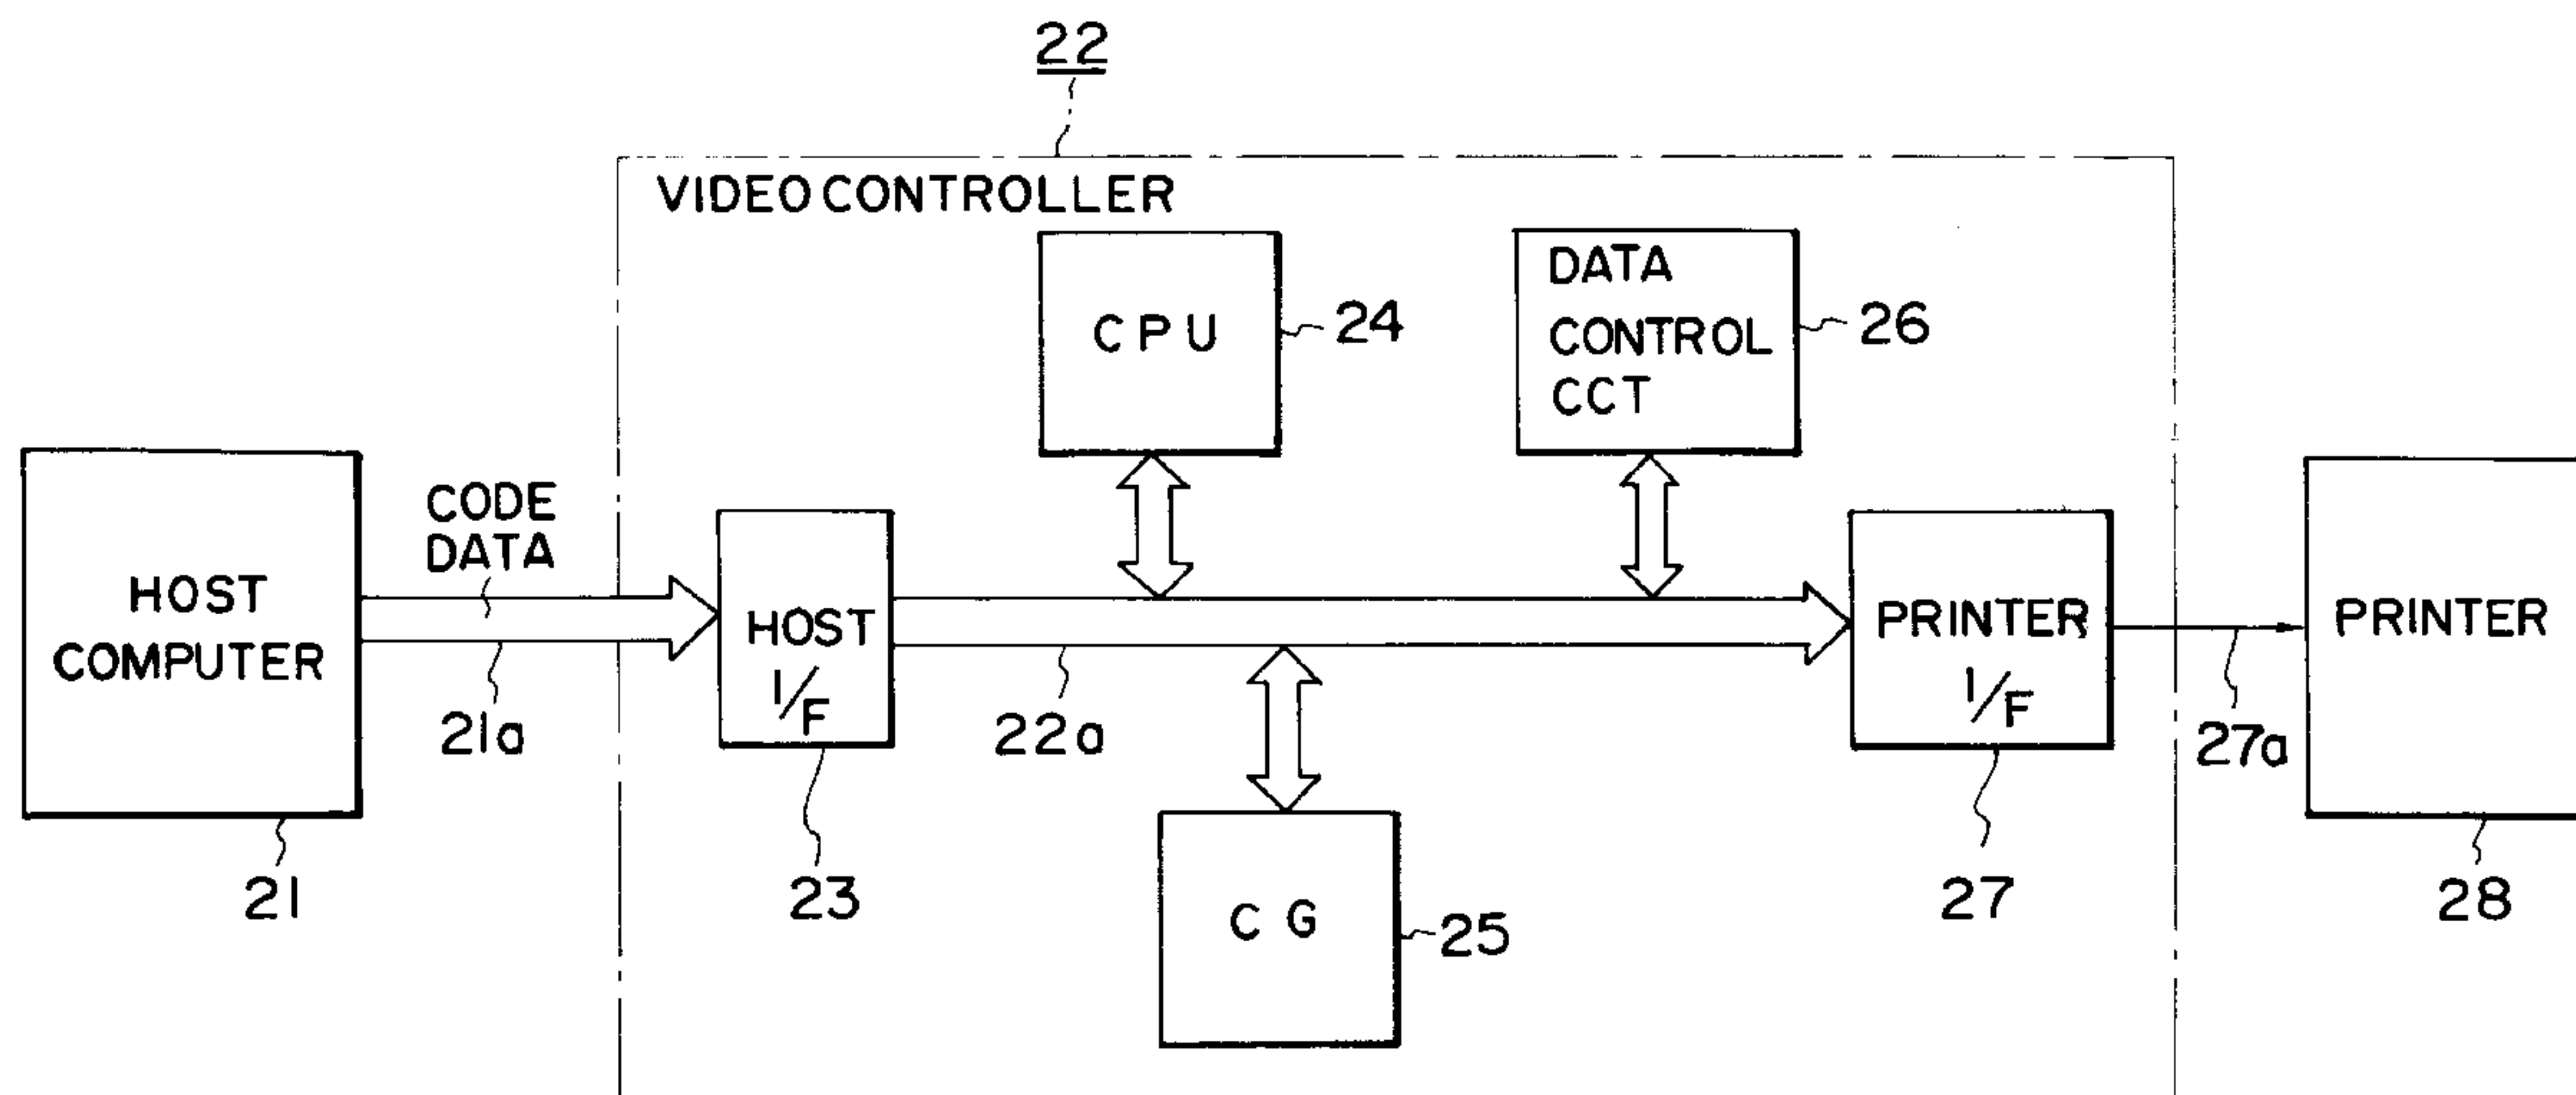 22
VIDEO CONTROLLER
CPU
24
DATA
CONTROL
CCT
26
CODE
DATA
HOST
COMPUTER
21a
21
HOST
I/F
23
22a
CG
25
PRINTER
I/F
27
27a
PRINTER
28